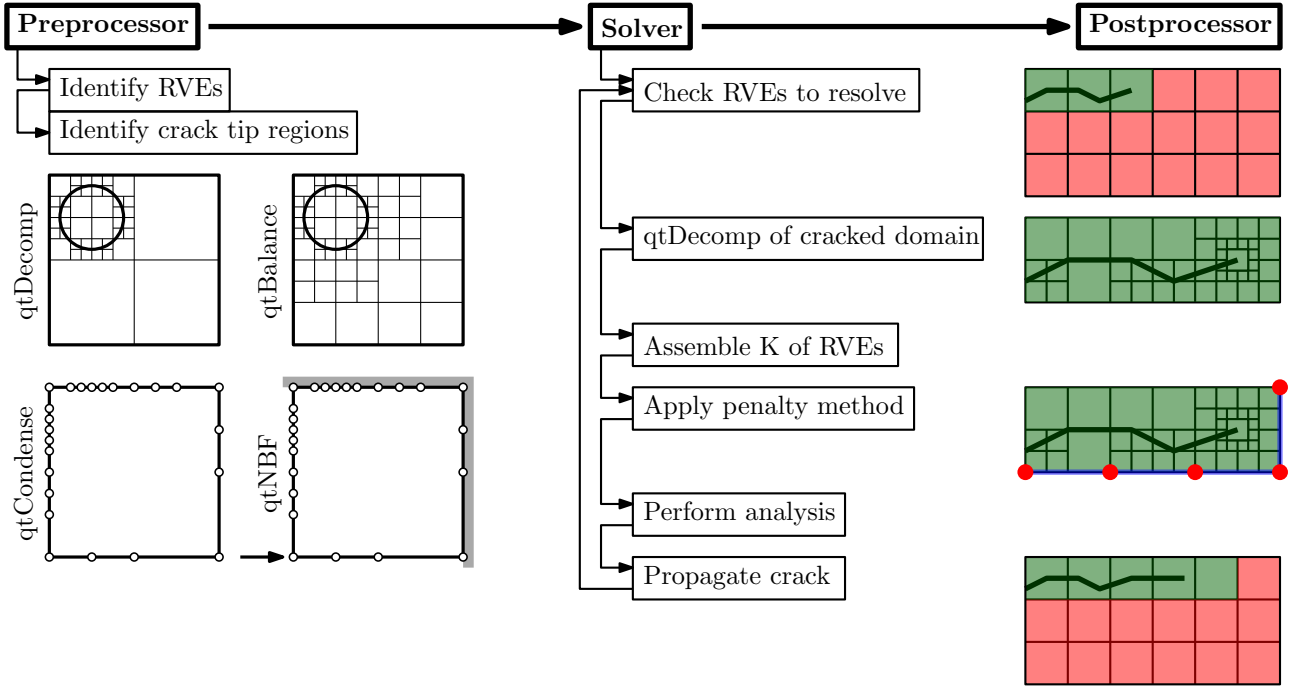 Preprocessor
Solver
Postprocessor
Identify RVEs
Identify crack tip regions
qtDecomp
qtBalance
qtCondense
qtNBF
Check RVEs to resolve
qtDecomp of cracked domain
Assemble K of RVEs
Apply penalty method
Perform analysis
Propagate crack